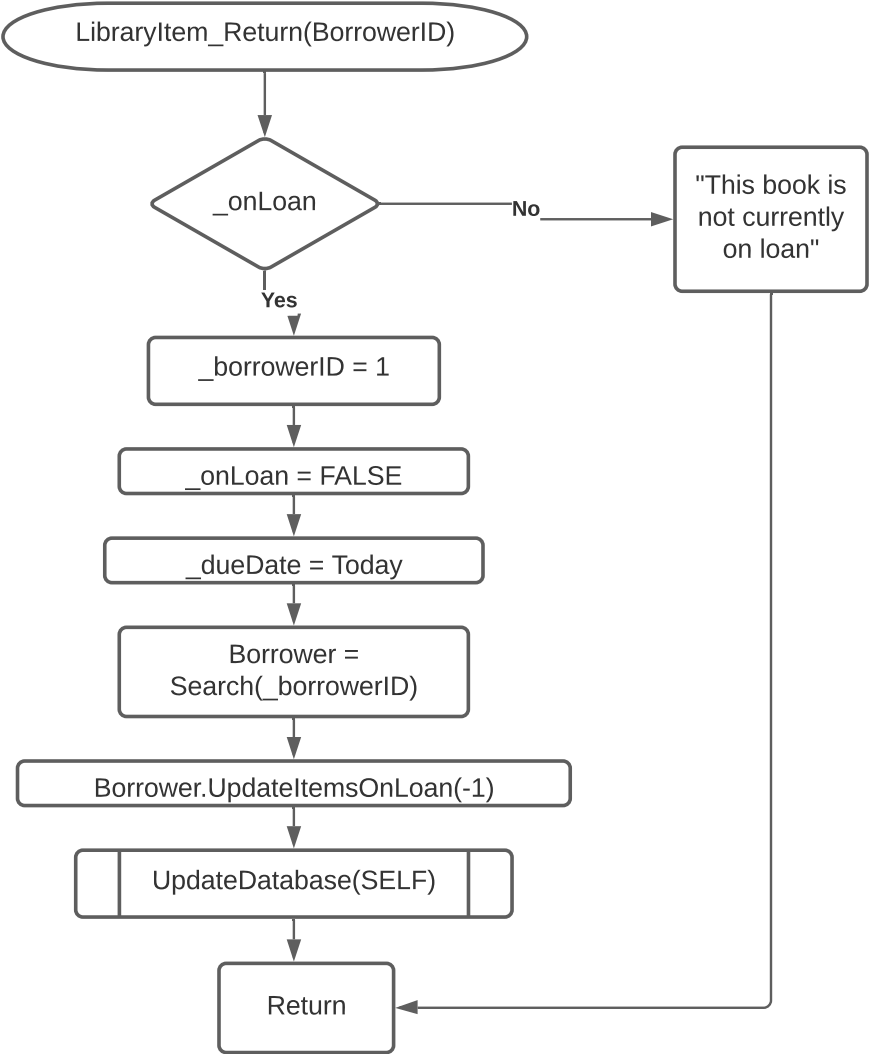 LibraryItem_Return(BorrowerID)
_onLoan
No
"This book is
not currently
on loan"
Yes
_borrowerID = 1
_onLoan = FALSE
_dueDate = Today
Borrower =
Search(_borrowerID)
Borrower.UpdateItemsOnLoan(-1)
UpdateDatabase(SELF)
Return